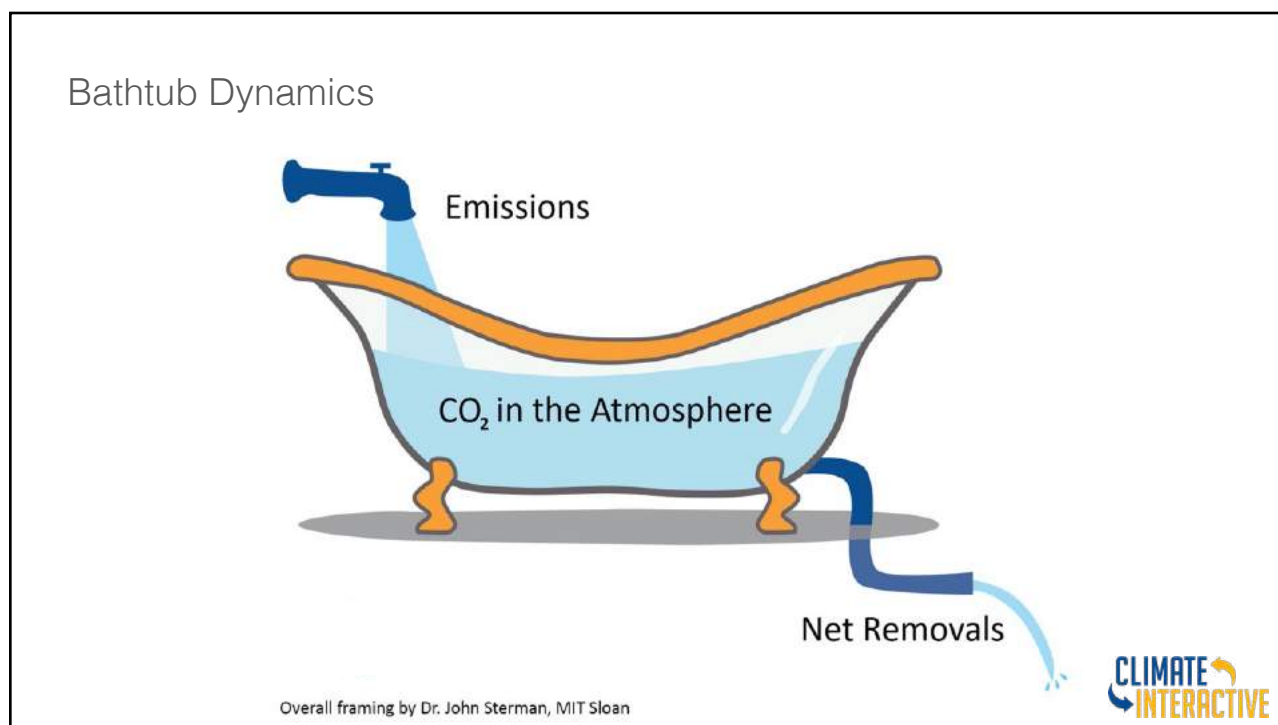 Bathtub Dynamics
Emissions
CO₂ in the Atmosphere
Net Removals
Overall framing by Dr. John Sterman, MIT Sloan
CLIMATE
INTERACTIVE